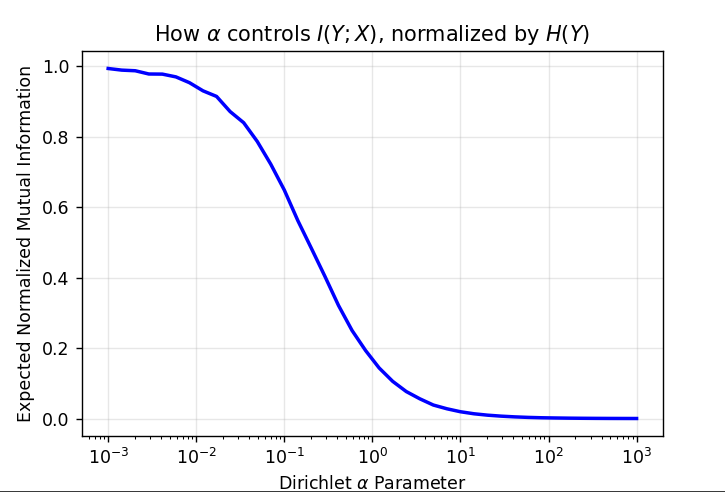 How α controls I(Y; X), normalized by H(Y)
Expected Normalized Mutual Information
1.0
0.8
0.6
0.4
0.2
0.0
10⁻³ 10⁻² 10⁻¹ 10⁰ 10¹ 10² 10³
Dirichlet α Parameter